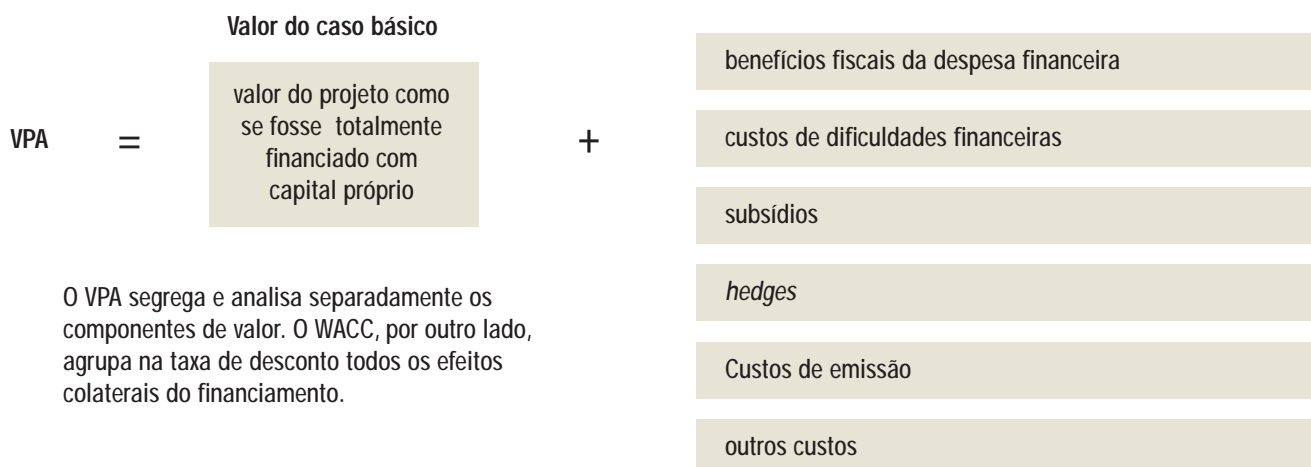 Valor do caso básico
VPA
=
valor do projeto como
se fosse totalmente
financiado com
capital próprio
+
benefícios fiscais da despesa financeira
custos de dificuldades financeiras
subsídios
hedges
Custos de emissão
outros custos
O VPA segrega e analisa separadamente os
componentes de valor. O WACC, por outro lado,
agrupa na taxa de desconto todos os efeitos
colaterais do financiamento.